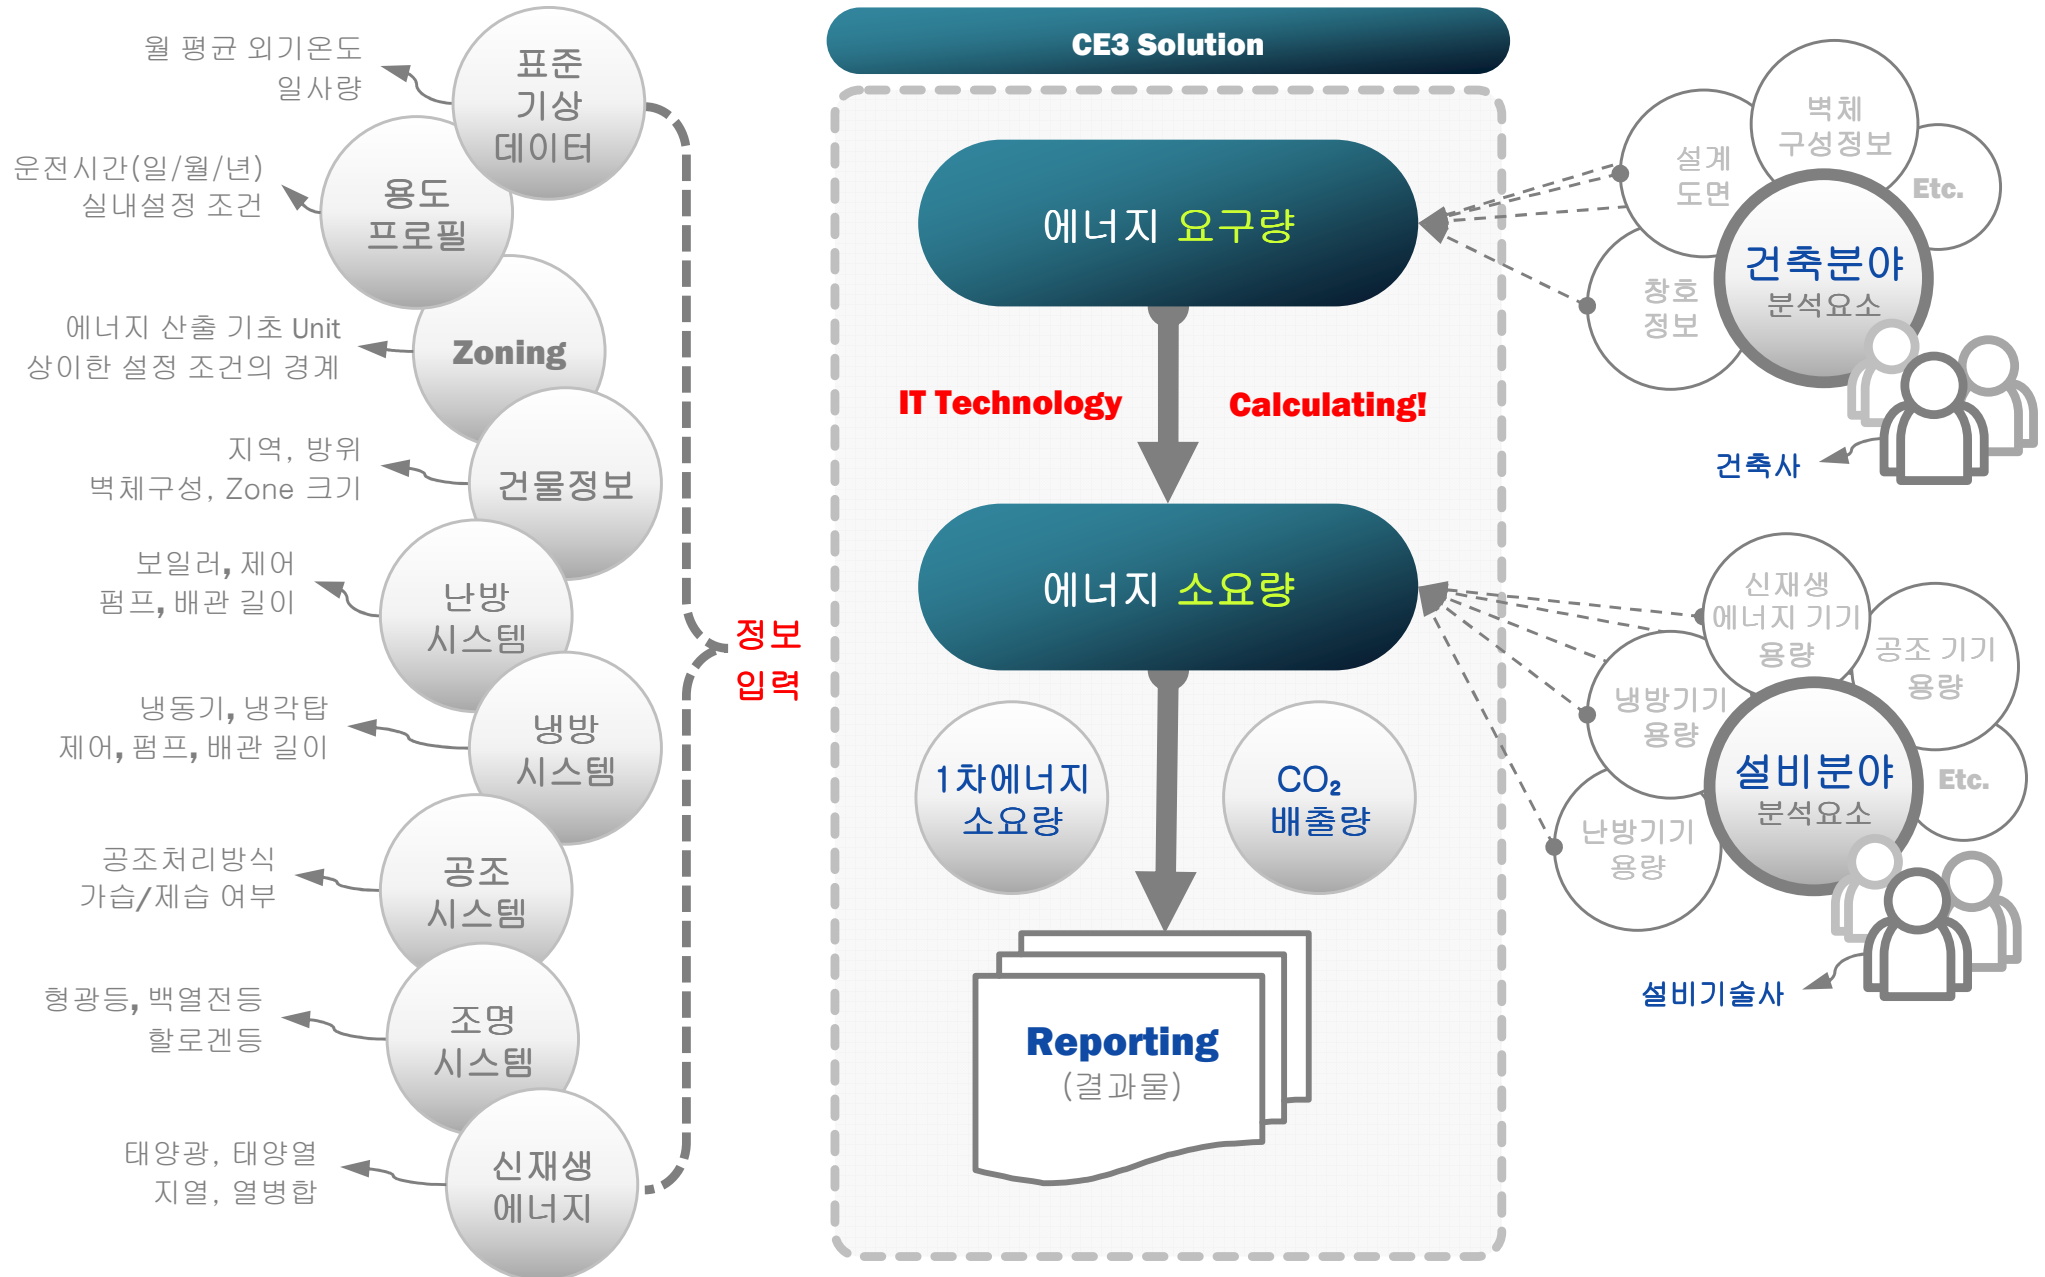 월 평균 외기온도
일사량
표준
기상
데이터
운전시간(일/월/년)
실내설정 조건
용도
프로필
에너지 산출 기초 Unit
상이한 설정 조건의 경계
Zoning
지역, 방위
벽체구성, Zone 크기
건물정보
보일러, 제어
펌프, 배관 길이
난방
시스템
냉동기, 냉각탑
제어, 펌프, 배관 길이
냉방
시스템
공조처리방식
가습/제습 여부
공조
시스템
형광등, 백열전등
할로겐등
조명
시스템
태양광, 태양열
지열, 열병합
신재생
에너지
정보
입력
CE3 Solution
에너지 요구량
IT Technology
Calculating!
에너지 소요량
1차에너지
소요량
CO₂
배출량
Reporting
(결과물)
벽체
구성정보
설계
도면
Etc.
창호
정보
건축분야
분석요소
건축사
신재생
에너지 기기
용량
공조 기기
용량
냉방기기
용량
Etc.
난방기기
용량
설비분야
분석요소
설비기술사